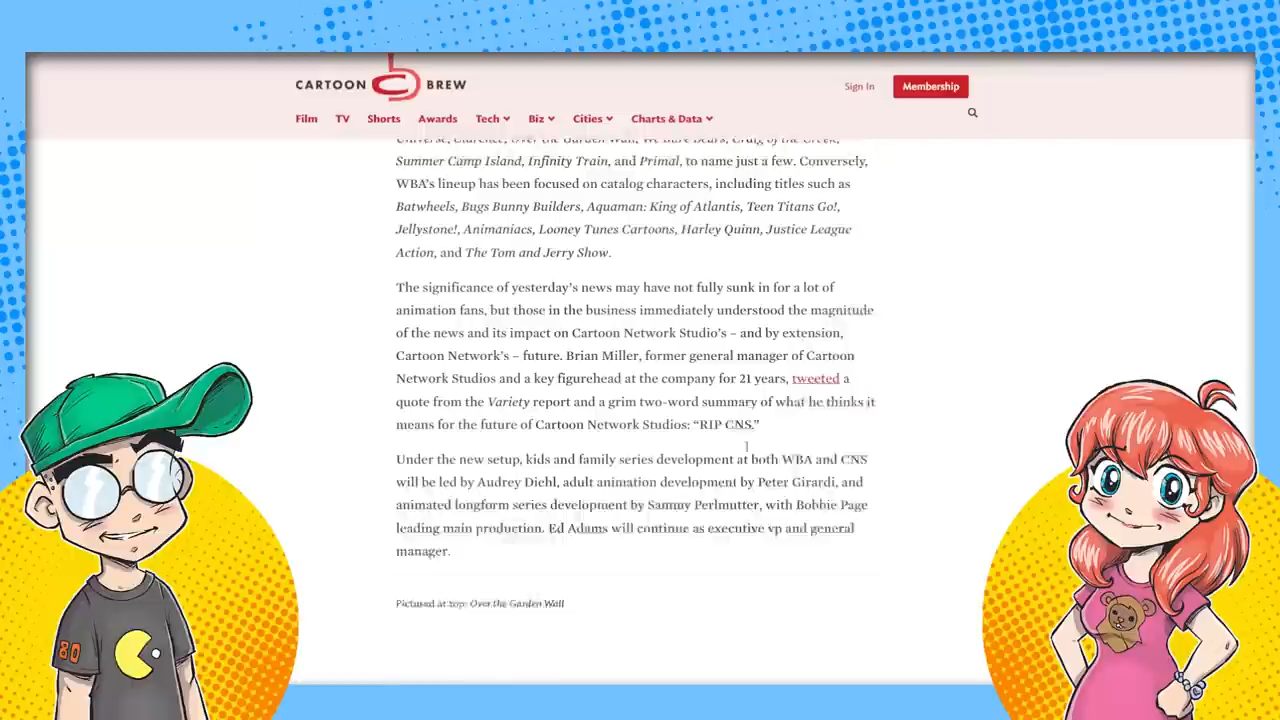 CARTOON BREW
Sign In
Membership
Film TV Shorts Awards Tech Biz Cities Charts & Data
Universe, Clarence, Over the Garden Wall, We Bare Bears, Craig of the Creek,
Summer Camp Island, Infinity Train, and Primal, to name just a few. Conversely,
WBA's lineup has been focused on catalog characters, including titles such as
Batwheels, Bugs Bunny Builders, Aquaman: King of Atlantis, Teen Titans Go!,
Jellystone!, Animaniacs, Looney Tunes Cartoons, Harley Quinn, Justice League
Action, and The Tom and Jerry Show.
The significance of yesterday's news may have not fully sunk in for a lot of
animation fans, but those in the business immediately understood the magnitude
of the news and its impact on Cartoon Network Studio's – and by extension,
Cartoon Network's – future. Brian Miller, former general manager of Cartoon
Network Studios and a key figurehead at the company for 21 years, tweeted a
quote from the Variety report and a grim two-word summary of what he thinks it
means for the future of Cartoon Network Studios: “RIP CNS.”
Under the new setup, kids and family series development at both WBA and CNS
will be led by Audrey Diehl, adult animation development by Peter Girardi, and
animated longform series development by Sammy Perlmutter, with Bobbie Page
leading main production. Ed Adams will continue as executive vp and general
manager.
Pictured at top: Over the Garden Wall
80